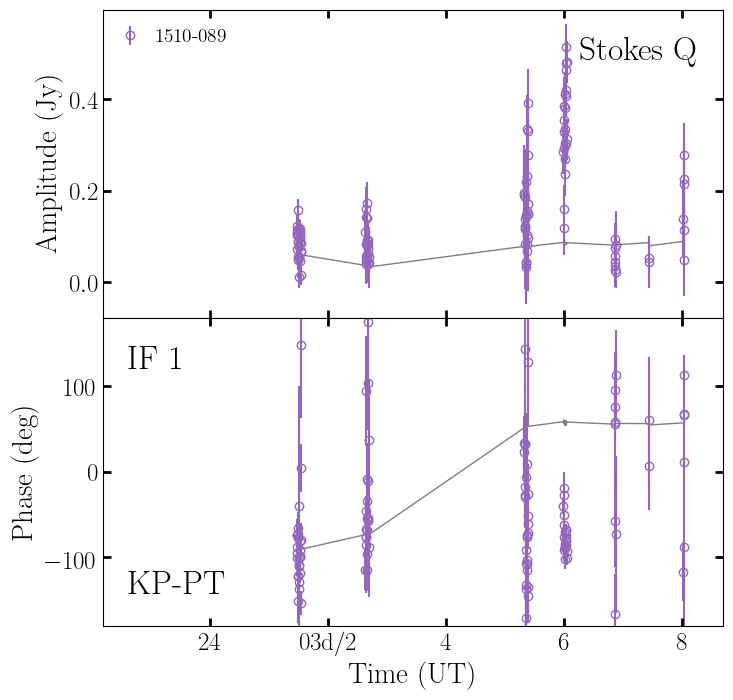 1510-089
Stokes Q
Amplitude (Jy)
0.4
0.2
0.0
IF 1
Phase (deg)
100
0
−100
KP-PT
24 03d/2 4 6 8
Time (UT)